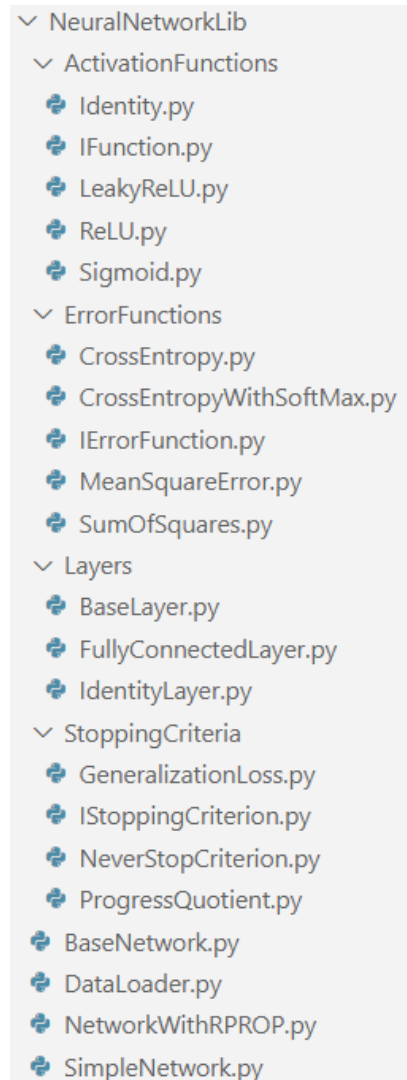 NeuralNetworkLib
ActivationFunctions
Identity.py
IFunction.py
LeakyReLU.py
ReLU.py
Sigmoid.py
ErrorFunctions
CrossEntropy.py
CrossEntropyWithSoftMax.py
IErrorFunction.py
MeanSquareError.py
SumOfSquares.py
Layers
BaseLayer.py
FullyConnectedLayer.py
IdentityLayer.py
StoppingCriteria
GeneralizationLoss.py
IStoppingCriterion.py
NeverStopCriterion.py
ProgressQuotient.py
BaseNetwork.py
DataLoader.py
NetworkWithRPROP.py
SimpleNetwork.py